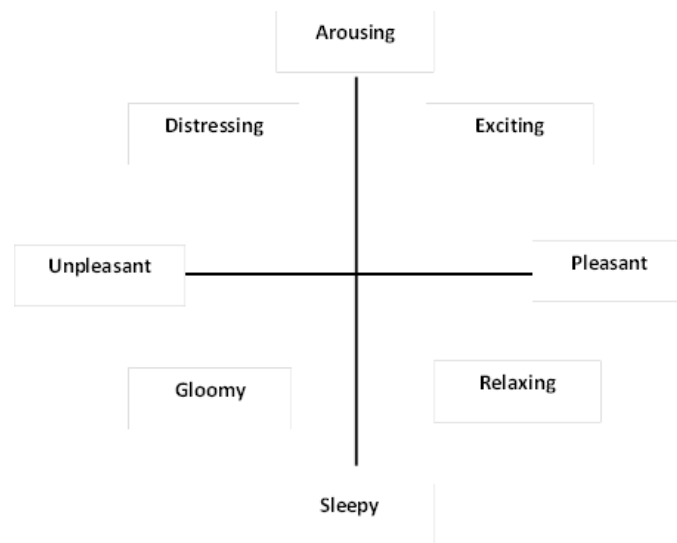 Arousing
Distressing
Exciting
Unpleasant
Pleasant
Gloomy
Relaxing
Sleepy